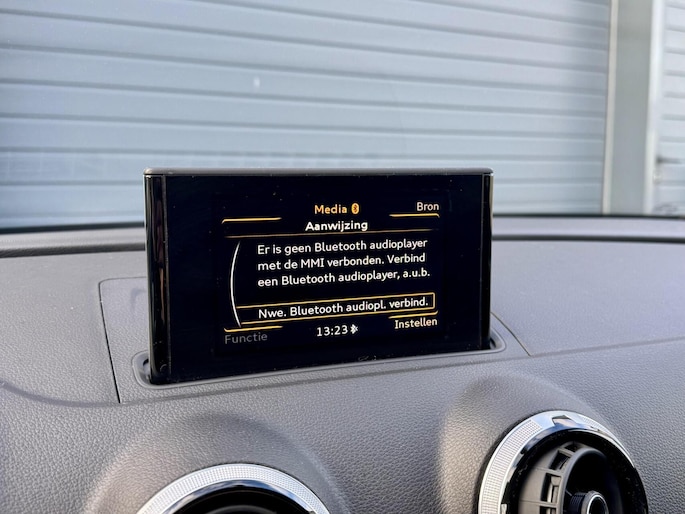 Media
Bron
Aanwijzing
Er is geen Bluetooth audioplayer
met de MMI verbonden. Verbind
een Bluetooth audioplayer, a.u.b.
Nwe. Bluetooth audiopl. verbind.
Functie
13:23
Instellen